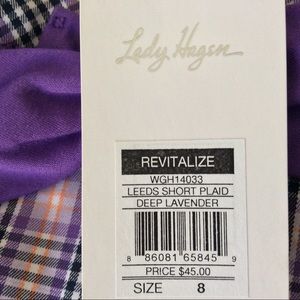 Lady Hagen
REVITALIZE
WGH14033
LEEDS SHORT PLAID
DEEP LAVENDER
8 86081 65845 9
PRICE $45.00
SIZE 8